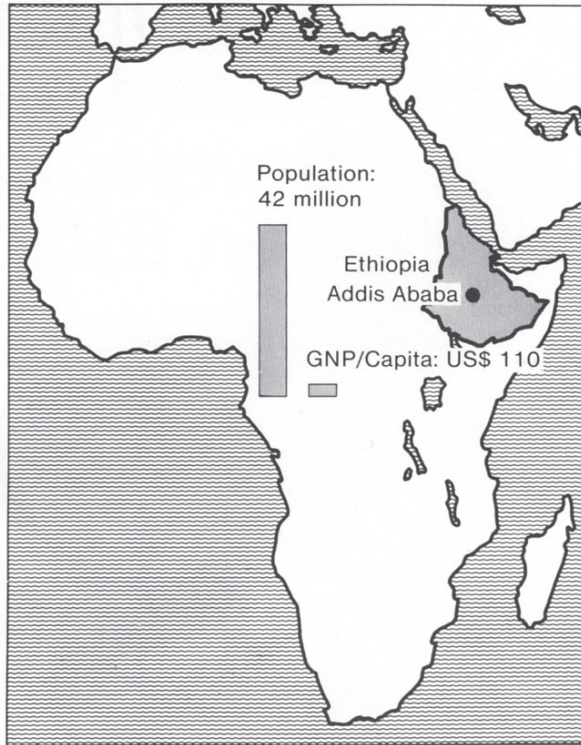 Population:
42 million
Ethiopia
Addis Ababa
GNP/Capita: US$ 110